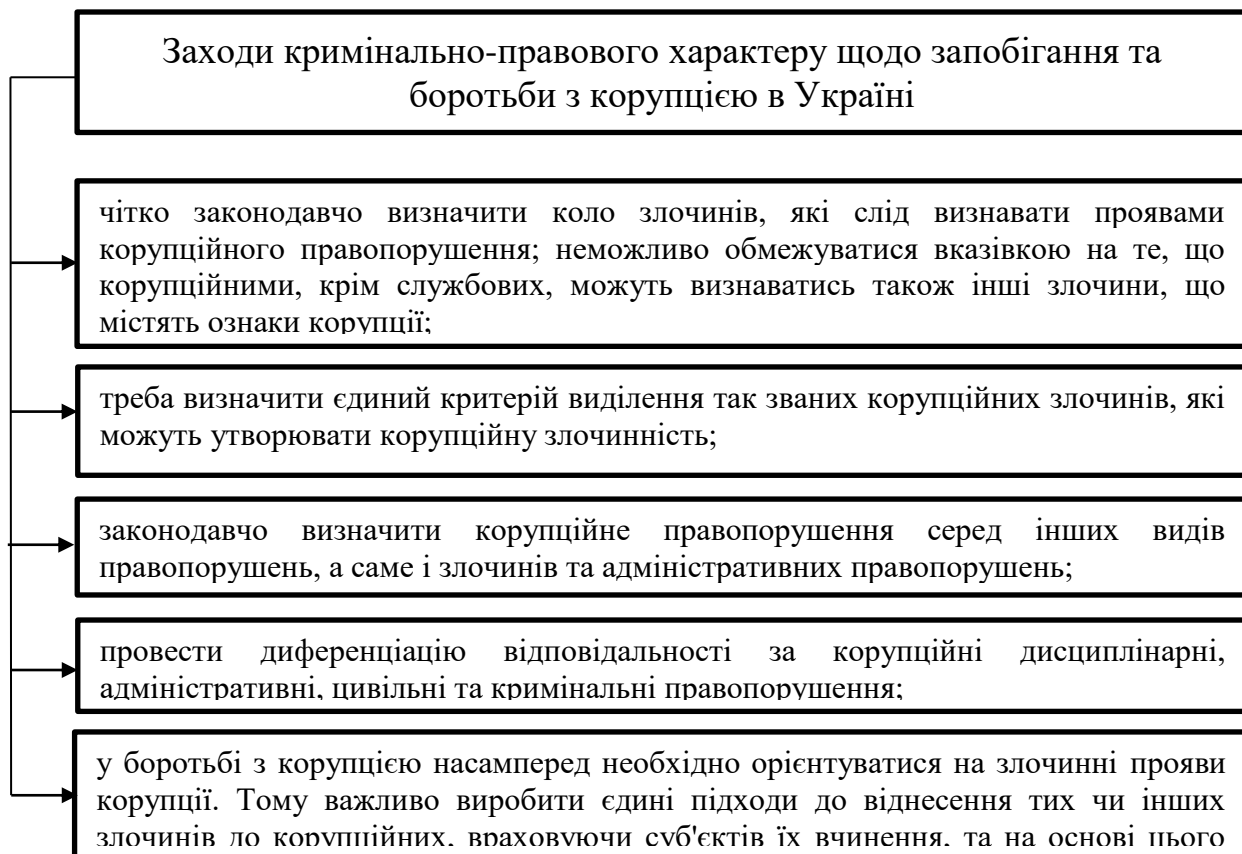 Заходи кримінально-правового характеру щодо запобігання та
боротьби з корупцією в Україні
чітко законодавчо визначити коло злочинів, які слід визнавати проявами
корупційного правопорушення; неможливо обмежуватися вказівкою на те, що
корупційними, крім службових, можуть визнаватись також інші злочини, що
містять ознаки корупції;
треба визначити єдиний критерій виділення так званих корупційних злочинів, які
можуть утворювати корупційну злочинність;
законодавчо визначити корупційне правопорушення серед інших видів
правопорушень, а саме і злочинів та адміністративних правопорушень;
провести диференціацію відповідальності за корупційні дисциплінарні,
адміністративні, цивільні та кримінальні правопорушення;
у боротьбі з корупцією насамперед необхідно орієнтуватися на злочинні прояви
корупції. Тому важливо виробити єдині підходи до віднесення тих чи інших
злочинів до корупційних, враховуючи суб'єктів їх вчинення, та на основі цього